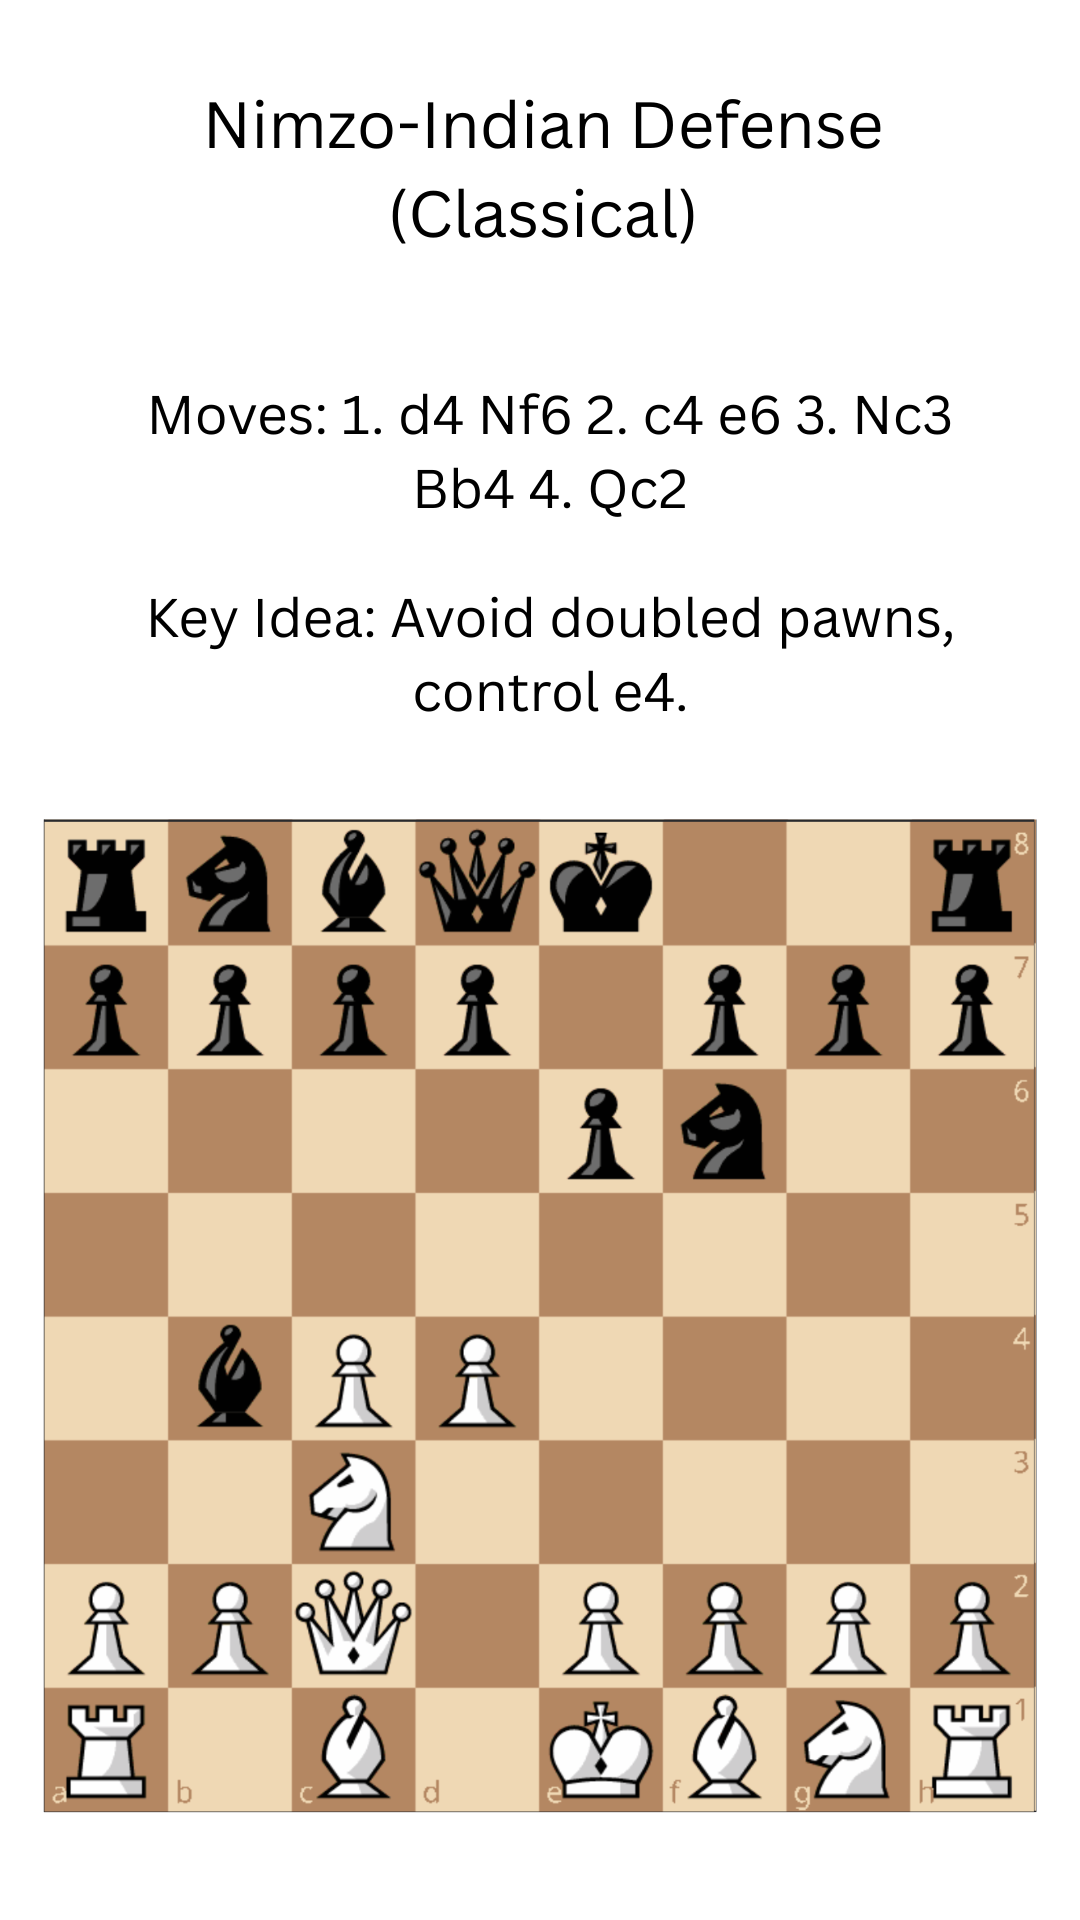 Nimzo-Indian Defense
(Classical)
Moves: 1. d4 Nf6 2. c4 e6 3. Nc3
Bb4 4. Qc2
Key Idea: Avoid doubled pawns,
control e4.
8
7
6
5
4
3
2
1
a b c d e f g h